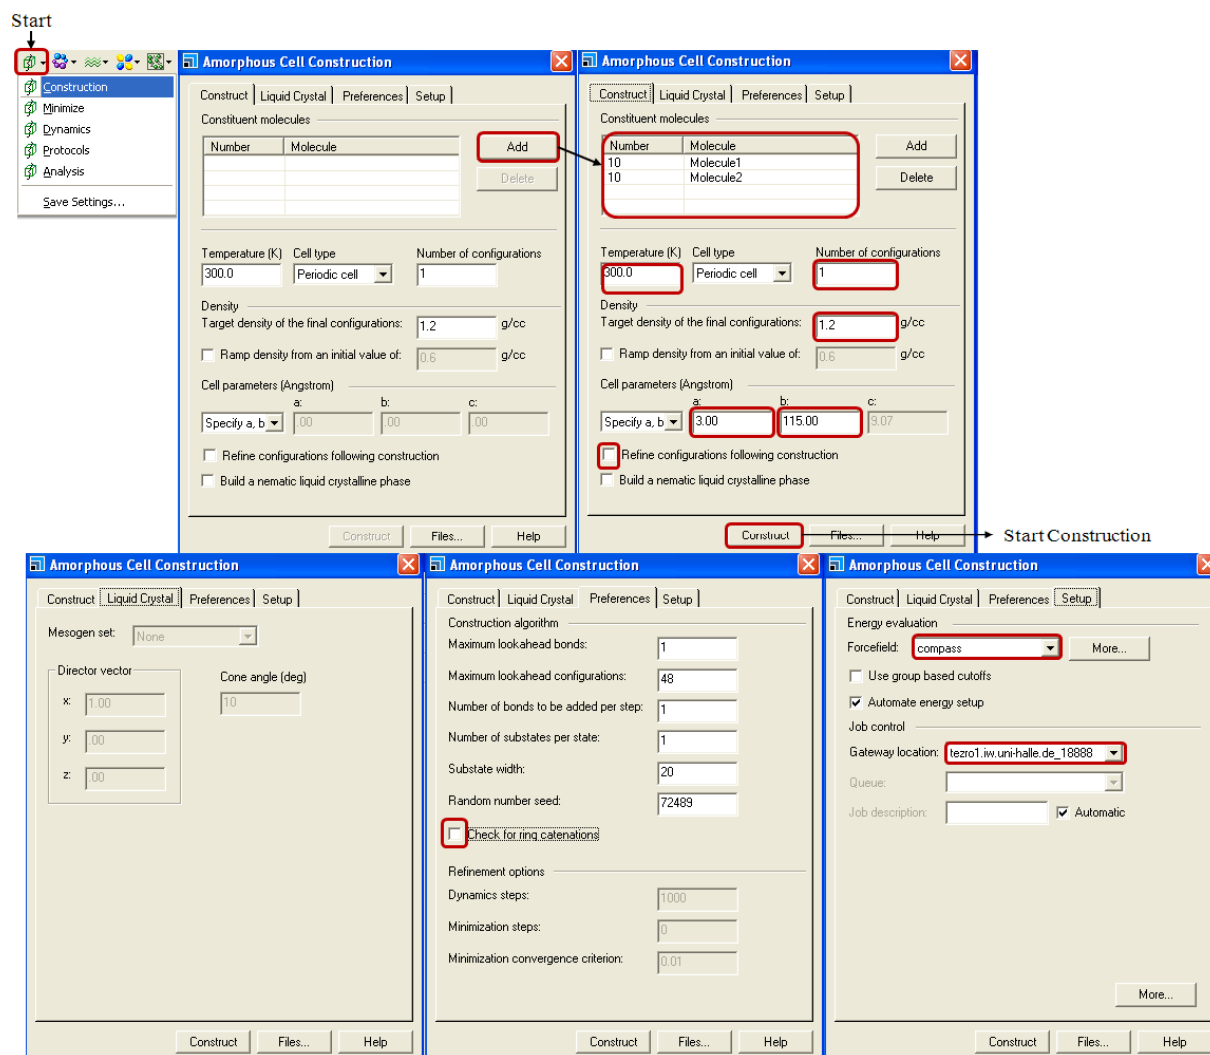 Start
Construction
Minimize
Dynamics
Protocols
Analysis
Save Settings...
Amorphous Cell Construction
Construct Liquid Crystal Preferences Setup
Constituent molecules
Number Molecule
Add
Delete
Temperature (K) Cell type Number of configurations
300.0 Periodic cell 1
Density
Target density of the final configurations: 1.2 g/cc
Ramp density from an initial value of: 0.6 g/cc
Cell parameters (Angstrom)
a: b: c:
Specify a, b .00 .00 .00
Refine configurations following construction
Build a nematic liquid crystalline phase
Construct Files... Help
Amorphous Cell Construction
Construct Liquid Crystal Preferences Setup
Constituent molecules
Number Molecule
10 Molecule1
10 Molecule2
Add
Delete
Temperature (K) Cell type Number of configurations
300.0 Periodic cell 1
Density
Target density of the final configurations: 1.2 g/cc
Ramp density from an initial value of: 0.6 g/cc
Cell parameters (Angstrom)
a: b: c:
Specify a, b 3.00 115.00 9.07
Refine configurations following construction
Build a nematic liquid crystalline phase
Construct Files... Help
Start Construction
Amorphous Cell Construction
Construct Liquid Crystal Preferences Setup
Mesogen set: None
Director vector
Cone angle (deg)
x: 1.00 10
y: .00
z: .00
Construct Files... Help
Amorphous Cell Construction
Construct Liquid Crystal Preferences Setup
Construction algorithm
Maximum lookahead bonds: 1
Maximum lookahead configurations: 48
Number of bonds to be added per step: 1
Number of substates per state: 1
Substate width: 20
Random number seed: 72489
Check for ring catenations
Refinement options
Dynamics steps: 1000
Minimization steps: 0
Minimization convergence criterion: 0.01
Construct Files... Help
Amorphous Cell Construction
Construct Liquid Crystal Preferences Setup
Energy evaluation
Forcefield: compass More...
Use group based cutoffs
Automate energy setup
Job control
Gateway location: tezro1.iw.uni-halle.de_18888
Queue:
Job description: Automatic
More...
Construct Files... Help